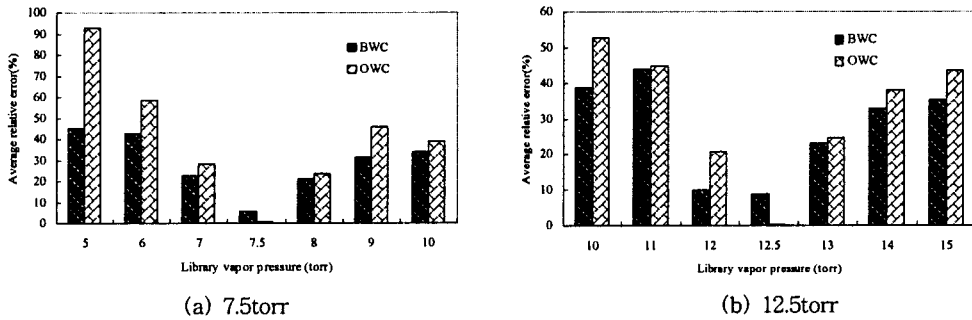 100
90
80
70
60
50
40
30
20
10
0
Average relative error(%)
BWC
OWC
5 6 7 7.5 8 9 10
Library vapor pressure (torr)
(a) 7.5torr
60
50
40
30
20
10
0
Average relative error(%)
BWC
OWC
10 11 12 12.5 13 14 15
Library vapor pressure (torr)
(b) 12.5torr